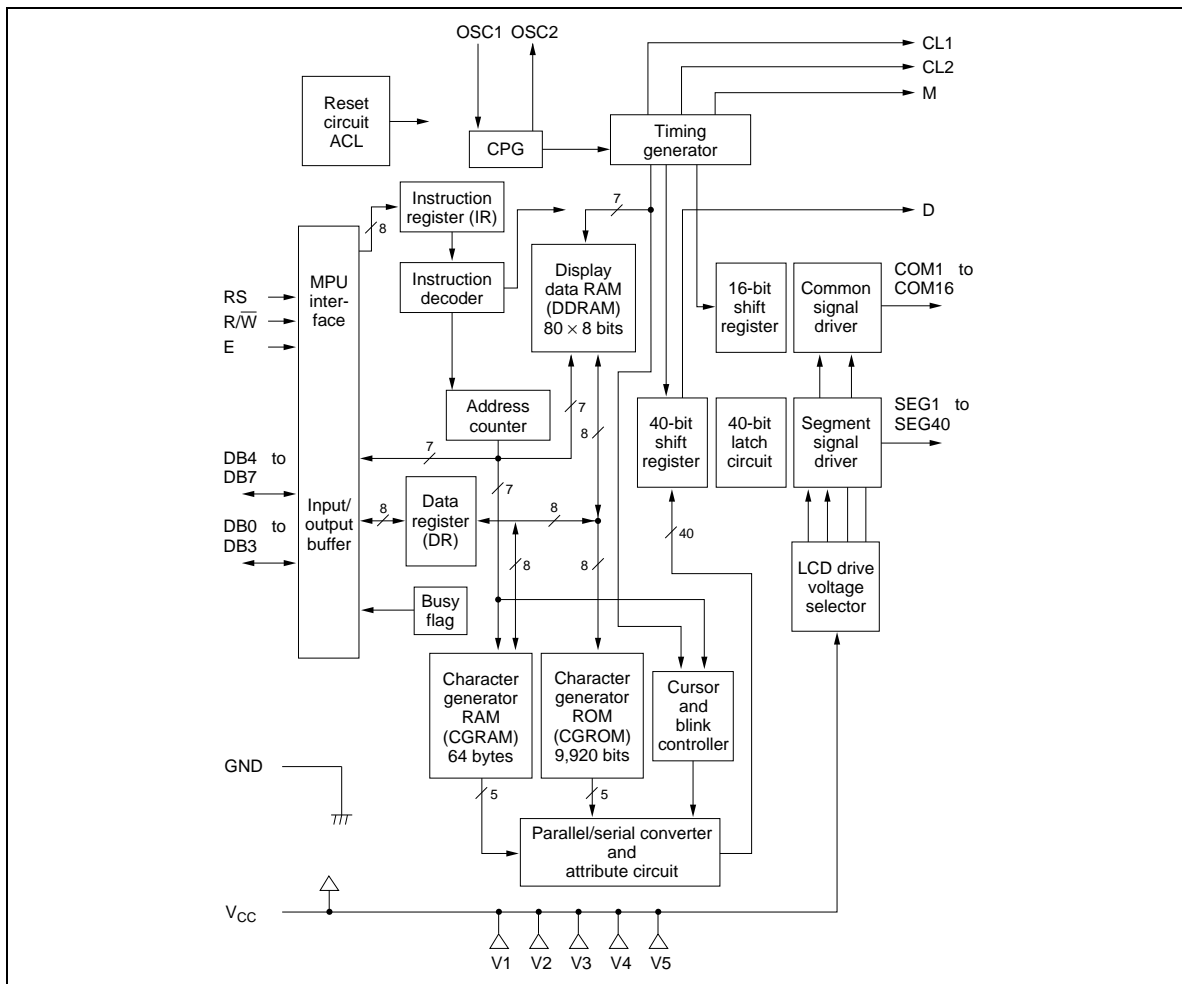 OSC1 OSC2
CL1
CL2
M
Reset
circuit
ACL
CPG
Timing
generator
7
Instruction
register (IR)
8
D
MPU
inter-
face
Instruction
decoder
Display
data RAM
(DDRAM)
80 × 8 bits
16-bit
shift
register
Common
signal
driver
COM1 to
COM16
RS
R/W̅
E
Address
counter
7
8
40-bit
shift
register
40-bit
latch
circuit
Segment
signal
driver
SEG1 to
SEG40
DB4 to
DB7
7
7
Input/
output
buffer
8
Data
register
(DR)
8
DB0 to
DB3
8
8
40
LCD drive
voltage
selector
Busy
flag
Character
generator
RAM
(CGRAM)
64 bytes
Character
generator
ROM
(CGROM)
9,920 bits
Cursor
and
blink
controller
GND
5
5
Parallel/serial converter
and
attribute circuit
VCC
V1 V2 V3 V4 V5